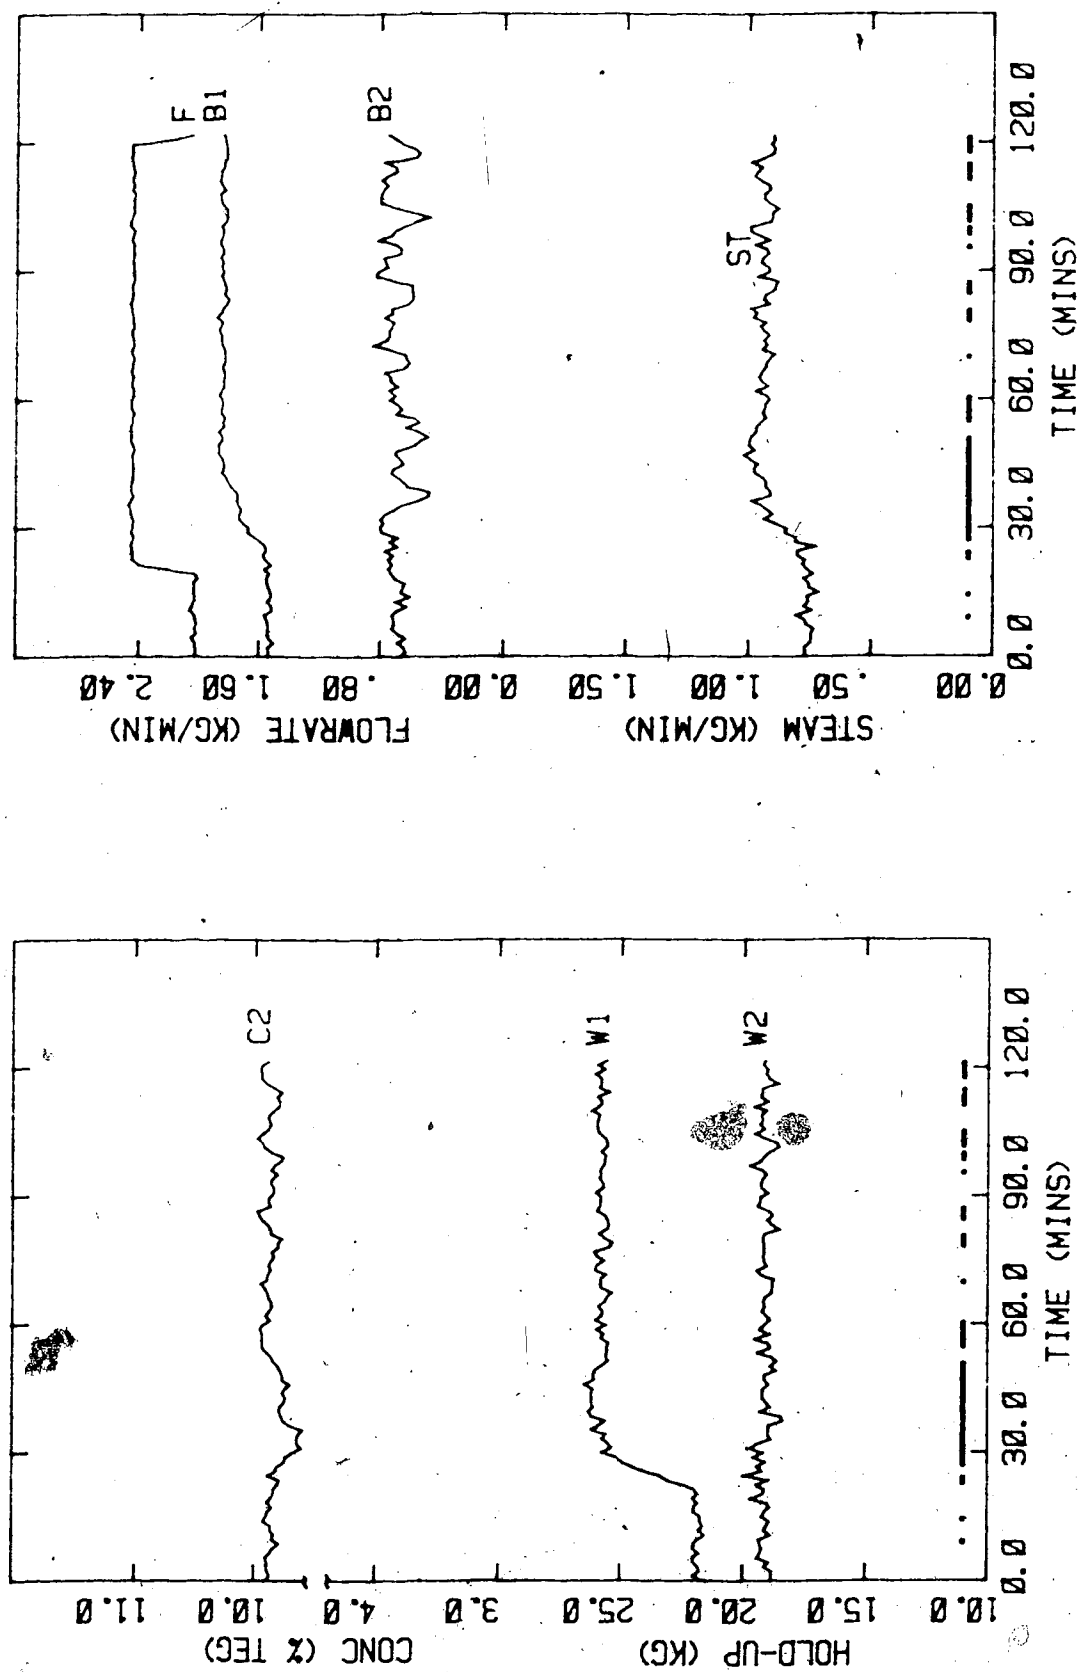 F
B1
B2
ST
2.40
1.60
.80
0.00
FLOWRATE (KG/MIN)
1.50
1.00
.50
0.00
STEAM (KG/MIN)
0.0 30.0 60.0 90.0 120.0
TIME (MINS)
C2
W1
W2
11.0
10.0
4.0
3.0
CONC (% TEG)
25.0
20.0
15.0
10.0
HOLD-UP (KG)
0.0 30.0 60.0 90.0 120.0
TIME (MINS)